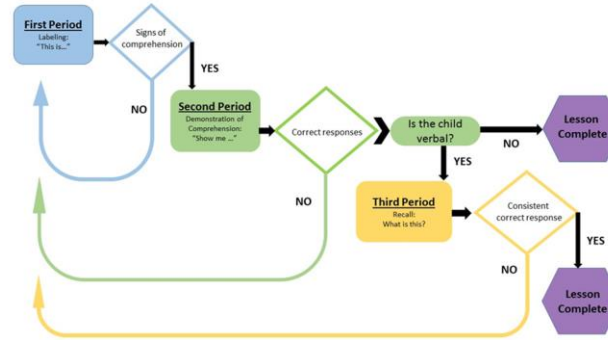 First Period
Labeling:
"This is..."
Signs of
comprehension
YES
NO
Second Period
Demonstration of
Comprehension:
"Show me ..."
Correct responses
Is the child
verbal?
NO
Lesson
Complete
YES
NO
Third Period
Recall:
What is this?
Consistent
correct response
YES
NO
Lesson
Complete